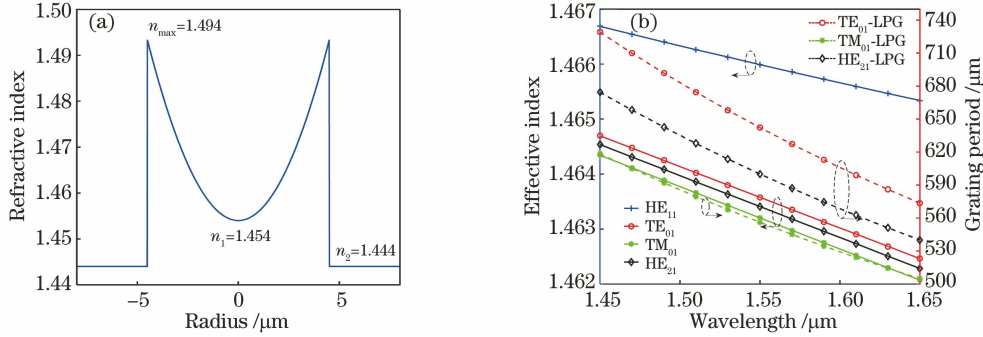 (a)
n_max=1.494
n_1=1.454
n_2=1.444
1.50
1.49
1.48
1.47
1.46
1.45
1.44
Refractive index
−5 0 5
Radius /μm
(b)
TE_01-LPG
TM_01-LPG
HE_21-LPG
HE_11
TE_01
TM_01
HE_21
1.467
1.466
1.465
1.464
1.463
1.462
Effective index
740
710
680
650
620
590
560
530
500
Grating period /μm
1.45 1.50 1.55 1.60 1.65
Wavelength /μm